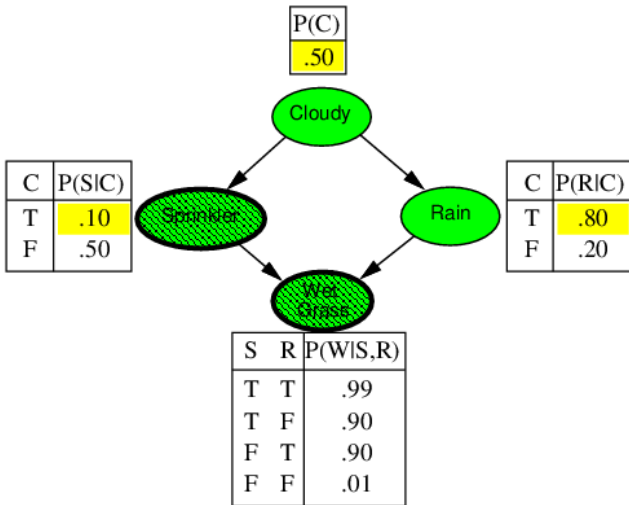 P(C)
.50
Cloudy
C P(S|C)
T .10
F .50
Sprinkler
Rain
C P(R|C)
T .80
F .20
Wet
Grass
S R P(W|S,R)
T T .99
T F .90
F T .90
F F .01